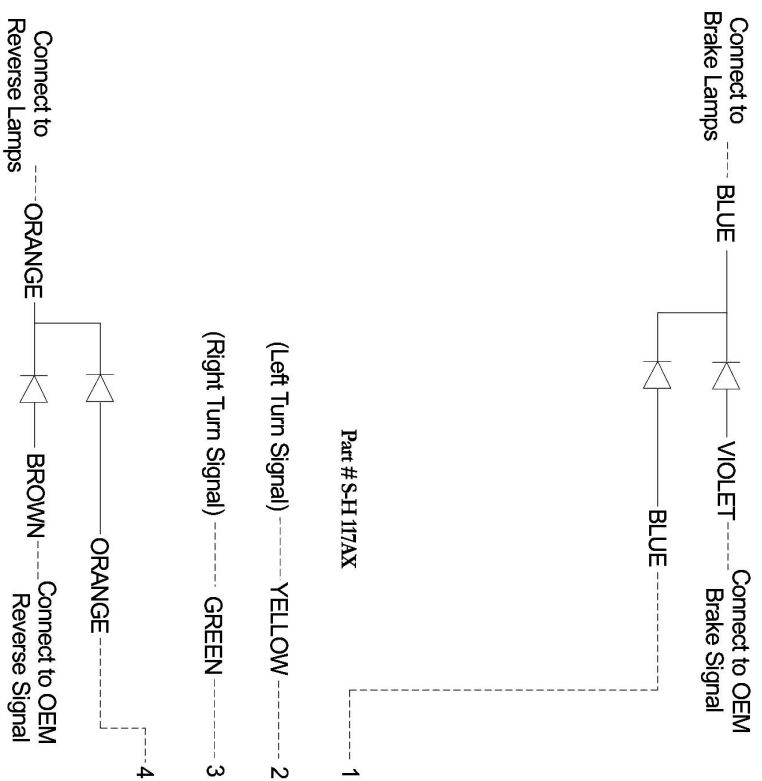 Connect to
Brake Lamps
BLUE
VIOLET
Connect to OEM
Brake Signal
BLUE
1
Part # S-H117AX
(Left Turn Signal)
YELLOW
2
(Right Turn Signal)
GREEN
3
ORANGE
4
Connect to
Reverse Lamps
ORANGE
BROWN
Connect to OEM
Reverse Signal